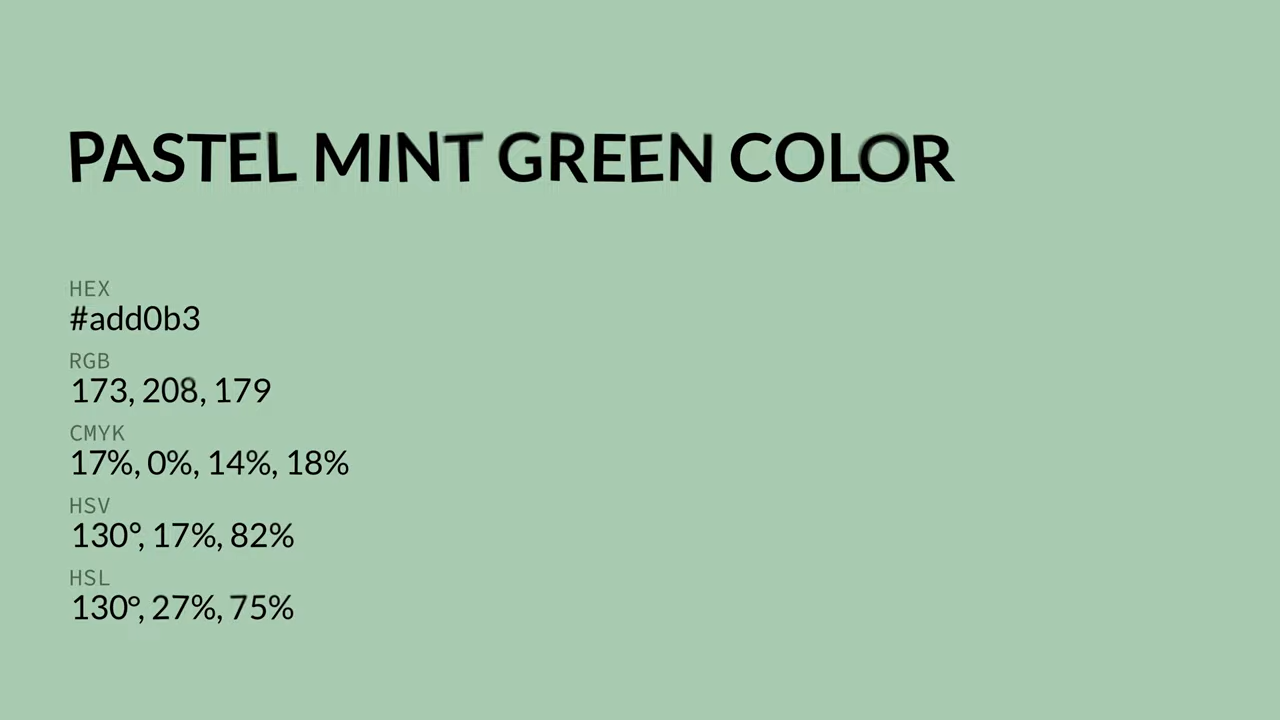 PASTEL MINT GREEN COLOR
HEX
#add0b3
RGB
173, 208, 179
CMYK
17%, 0%, 14%, 18%
HSV
130°, 17%, 82%
HSL
130°, 27%, 75%